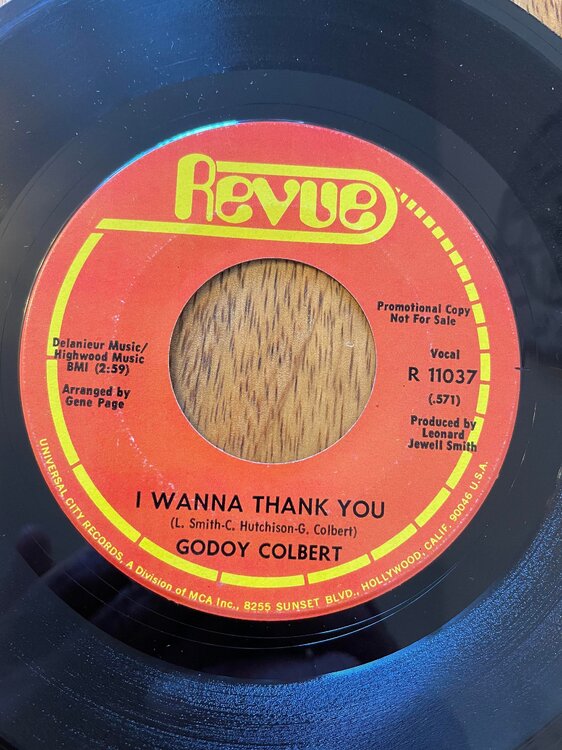 Revue
Promotional Copy
Not For Sale
Delanieur Music/
Highwood Music
BMI (2:59)
Arranged by
Gene Page
Vocal
R 11037
(.571)
Produced by
Leonard
Jewell Smith
I WANNA THANK YOU
(L. Smith-C. Hutchison-G. Colbert)
GODOY COLBERT
UNIVERSAL CITY RECORDS, A Division of MCA Inc., 8255 SUNSET BLVD., HOLLYWOOD, CALIF. 90046 U.S.A.